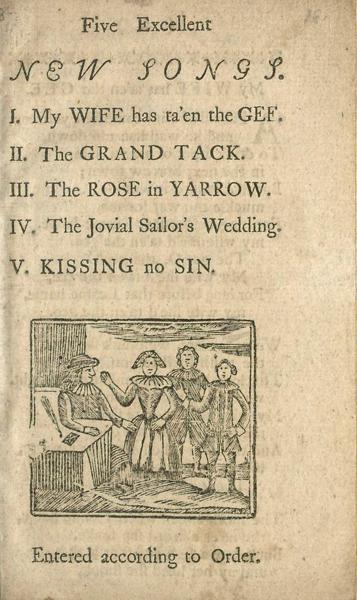 Five Excellent
NEW SONGS.
I. My WIFE has ta'en the GEE.
II. The GRAND TACK.
III. The ROSE in YARROW.
IV. The Jovial Sailor's Wedding.
V. KISSING no SIN.
Entered according to Order.